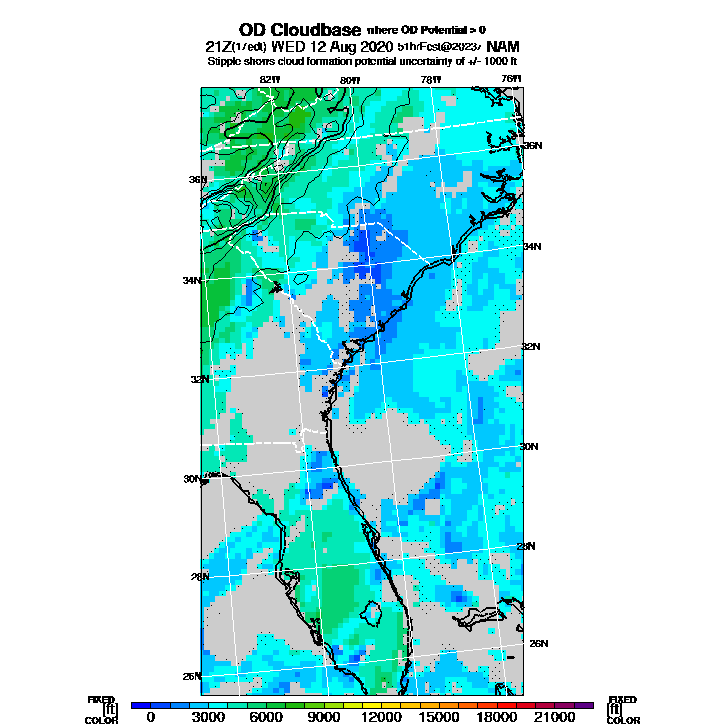 OD Cloudbase where OD Potential > 0
21Z(17edt) WED 12 Aug 2020 51hrFcst@2023z NAM
Stipple shows cloud formation potential uncertainty of +/- 1000 ft
82W 80W 78W 76W
36N 36N
34N 34N
32N 32N
30N 30N
28N 28N
26N 26N
FIXED FIXED
[ft] [ft]
COLOR COLOR
0 3000 6000 9000 12000 15000 18000 21000